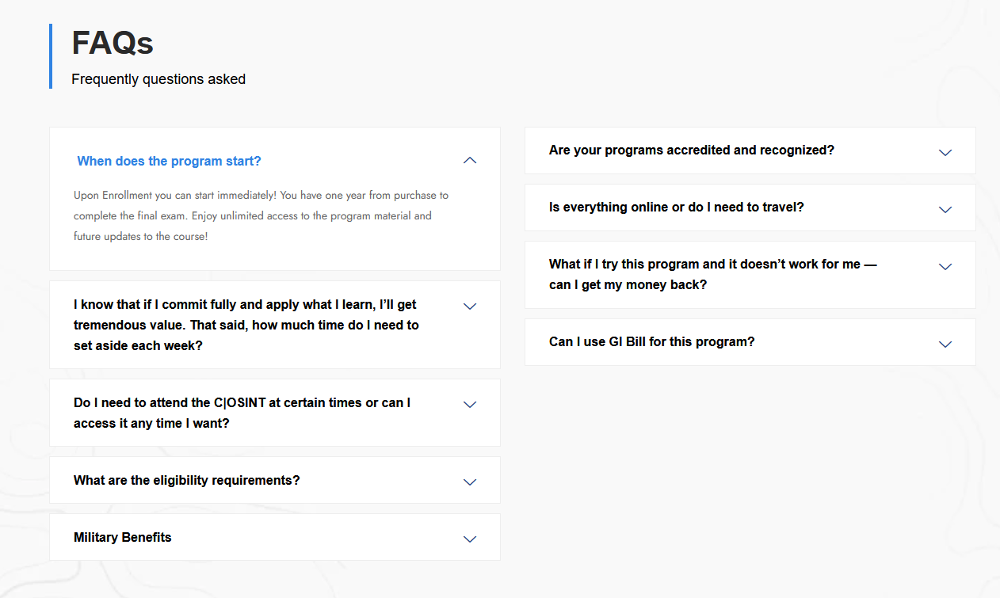 FAQs
Frequently questions asked
When does the program start?
Upon Enrollment you can start immediately! You have one year from purchase to
complete the final exam. Enjoy unlimited access to the program material and
future updates to the course!
I know that if I commit fully and apply what I learn, I’ll get
tremendous value. That said, how much time do I need to
set aside each week?
Do I need to attend the C|OSINT at certain times or can I
access it any time I want?
What are the eligibility requirements?
Military Benefits
Are your programs accredited and recognized?
Is everything online or do I need to travel?
What if I try this program and it doesn’t work for me —
can I get my money back?
Can I use GI Bill for this program?